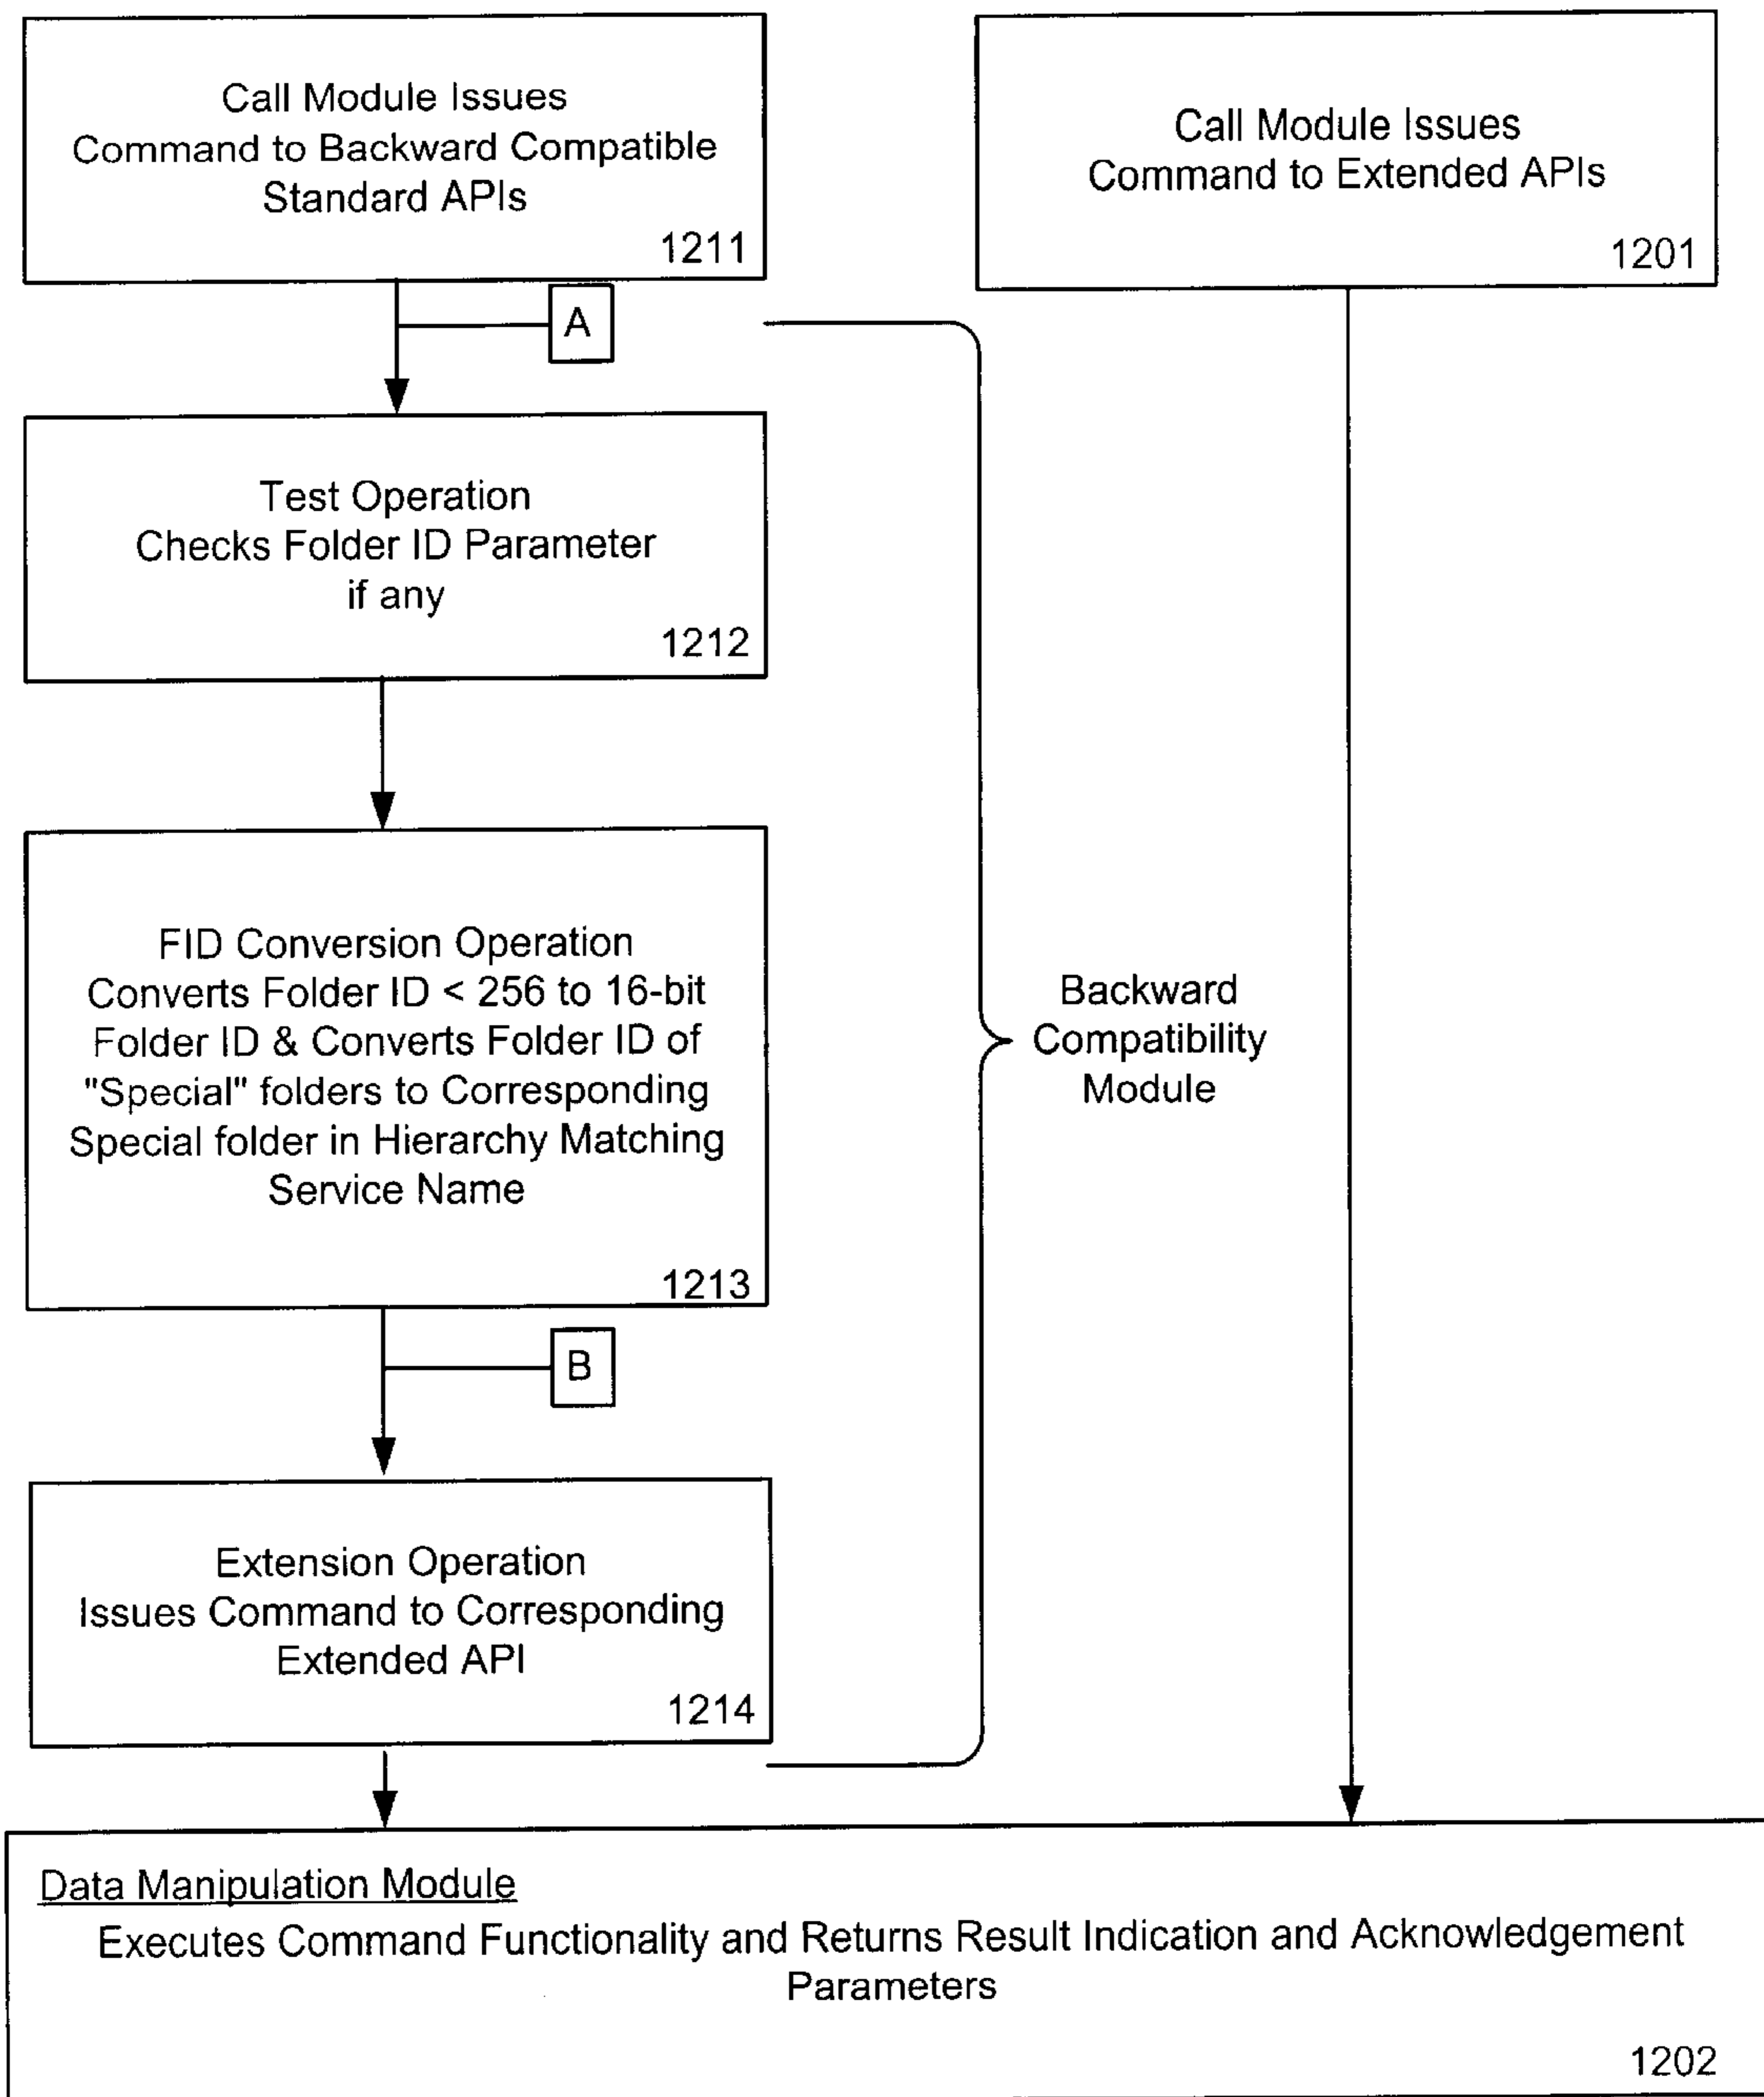 Call Module Issues
Command to Backward Compatible
Standard APIs
1211
Call Module Issues
Command to Extended APIs
1201
A
Test Operation
Checks Folder ID Parameter
if any
1212
FID Conversion Operation
Converts Folder ID < 256 to 16-bit
Folder ID & Converts Folder ID of
"Special" folders to Corresponding
Special folder in Hierarchy Matching
Service Name
1213
Backward
Compatibility
Module
B
Extension Operation
Issues Command to Corresponding
Extended API
1214
Data Manipulation Module
Executes Command Functionality and Returns Result Indication and Acknowledgement
Parameters
1202